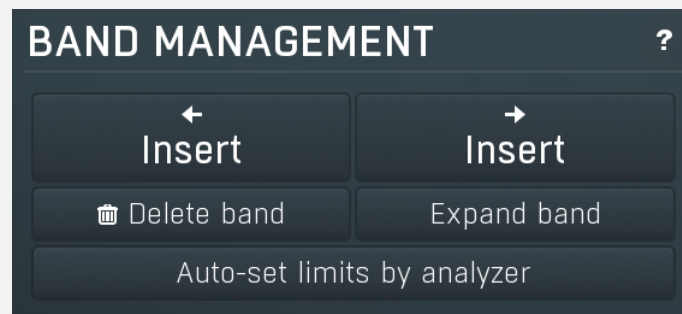 BAND MANAGEMENT ?
← →
Insert Insert
Delete band Expand band
Auto-set limits by analyzer